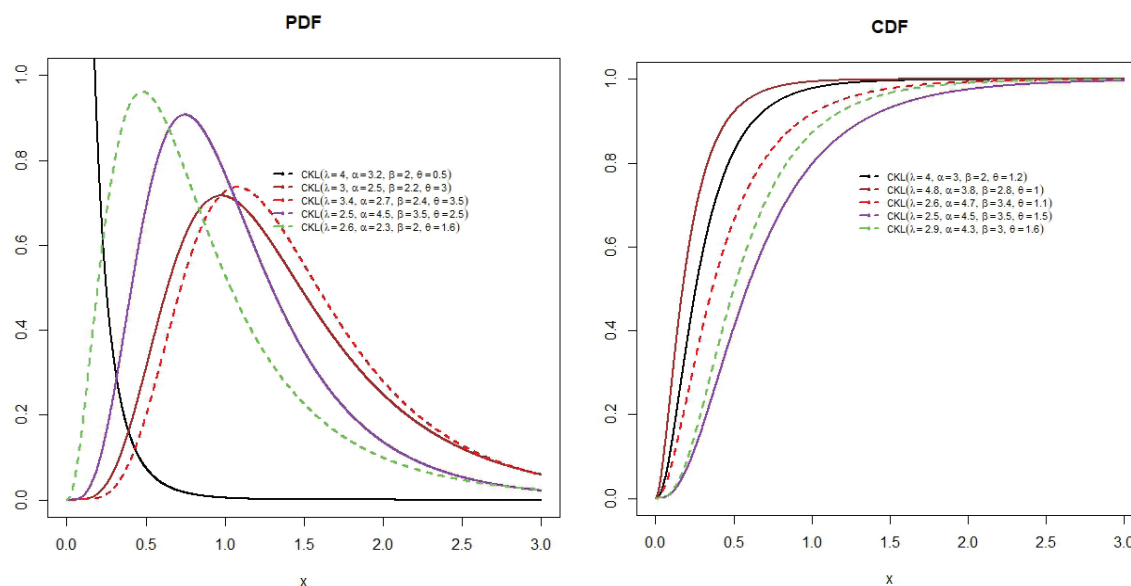 PDF
1.0
0.8
0.6
0.4
0.2
0.0
CKL(λ= 4, α= 3.2, β= 2, θ= 0.5)
CKL(λ= 3, α= 2.5, β= 2.2, θ= 3)
CKL(λ= 3.4, α= 2.7, β= 2.4, θ= 3.5)
CKL(λ= 2.5, α= 4.5, β= 3.5, θ= 2.5)
CKL(λ= 2.6, α= 2.3, β= 2, θ= 1.6)
0.0 0.5 1.0 1.5 2.0 2.5 3.0
x
CDF
1.0
0.8
0.6
0.4
0.2
0.0
CKL(λ= 4, α= 3, β= 2, θ= 1.2)
CKL(λ= 4.8, α= 3.8, β= 2.8, θ= 1)
CKL(λ= 2.6, α= 4.7, β= 3.4, θ= 1.1)
CKL(λ= 2.5, α= 4.5, β= 3.5, θ= 1.5)
CKL(λ= 2.9, α= 4.3, β= 3, θ= 1.6)
0.0 0.5 1.0 1.5 2.0 2.5 3.0
x